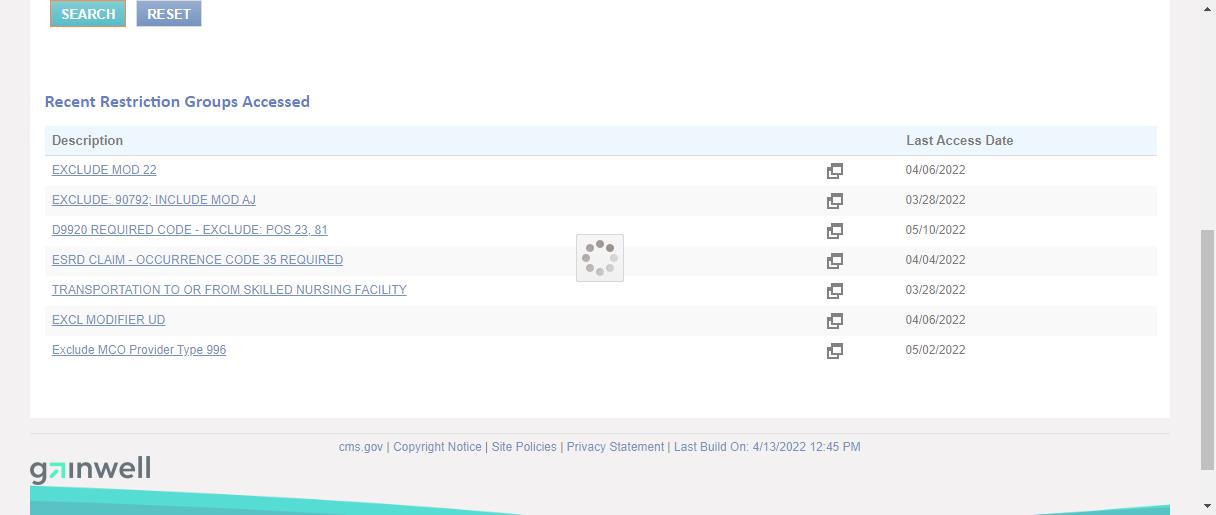 SEARCH RESET
Recent Restriction Groups Accessed
Description Last Access Date
EXCLUDE MOD 22 04/06/2022
EXCLUDE: 90792; INCLUDE MOD AJ 03/28/2022
D9920 REQUIRED CODE - EXCLUDE: POS 23, 81 05/10/2022
ESRD CLAIM - OCCURRENCE CODE 35 REQUIRED 04/04/2022
TRANSPORTATION TO OR FROM SKILLED NURSING FACILITY 03/28/2022
EXCL MODIFIER UD 04/06/2022
Exclude MCO Provider Type 996 05/02/2022
cms.gov | Copyright Notice | Site Policies | Privacy Statement | Last Build On: 4/13/2022 12:45 PM
gainwell